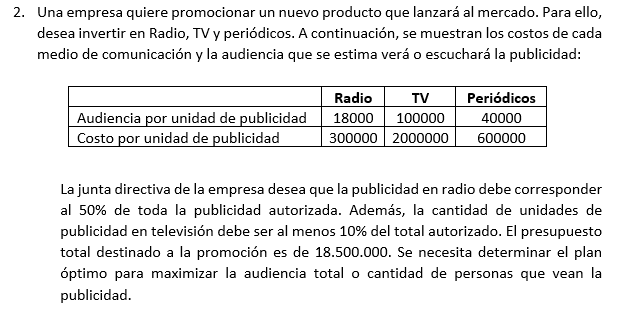 2. Una empresa quiere promocionar un nuevo producto que lanzará al mercado. Para ello,
desea invertir en Radio, TV y periódicos. A continuación, se muestran los costos de cada
medio de comunicación y la audiencia que se estima verá o escuchará la publicidad:
Radio TV Periódicos
Audiencia por unidad de publicidad 18000 100000 40000
Costo por unidad de publicidad 300000 2000000 600000
La junta directiva de la empresa desea que la publicidad en radio debe corresponder
al 50% de toda la publicidad autorizada. Además, la cantidad de unidades de
publicidad en televisión debe ser al menos 10% del total autorizado. El presupuesto
total destinado a la promoción es de 18.500.000. Se necesita determinar el plan
óptimo para maximizar la audiencia total o cantidad de personas que vean la
publicidad.